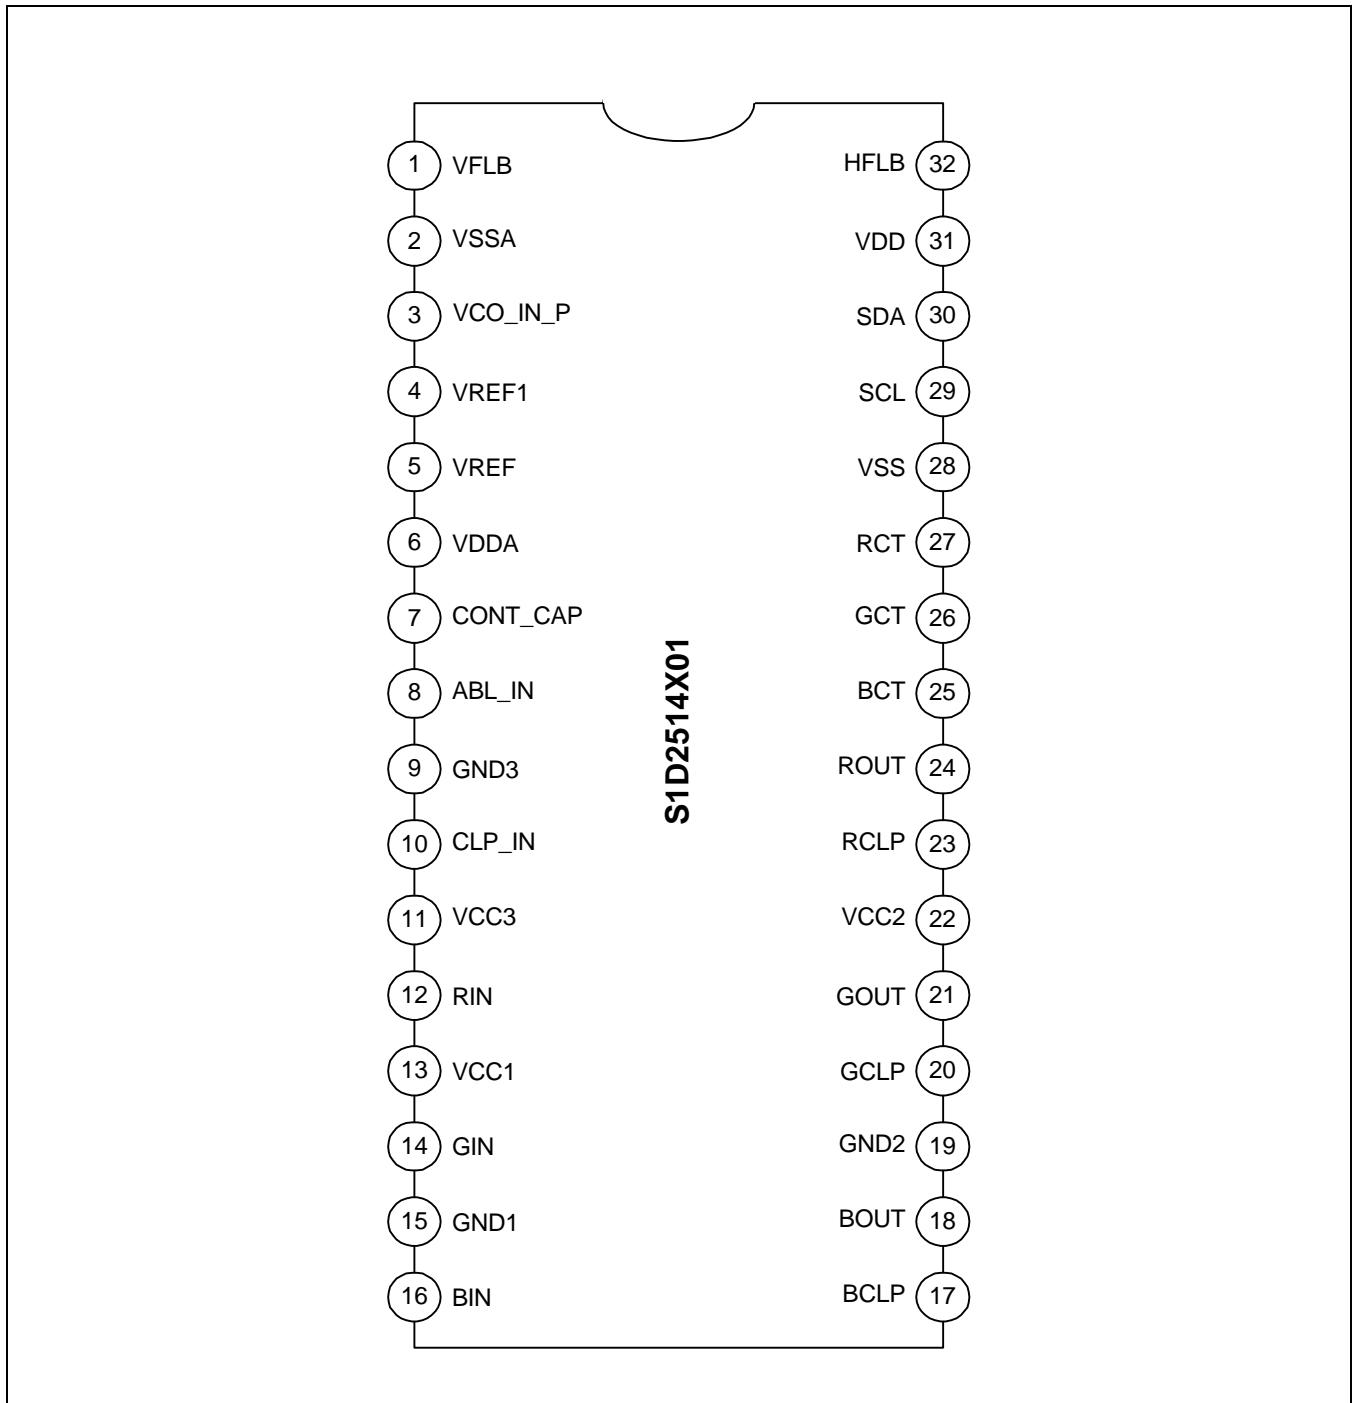 1 VFLB HFLB 32
2 VSSA VDD 31
3 VCO_IN_P SDA 30
4 VREF1 SCL 29
5 VREF VSS 28
6 VDDA RCT 27
7 CONT_CAP GCT 26
8 ABL_IN BCT 25
S1D2514X01
9 GND3 ROUT 24
10 CLP_IN RCLP 23
11 VCC3 VCC2 22
12 RIN GOUT 21
13 VCC1 GCLP 20
14 GIN GND2 19
15 GND1 BOUT 18
16 BIN BCLP 17